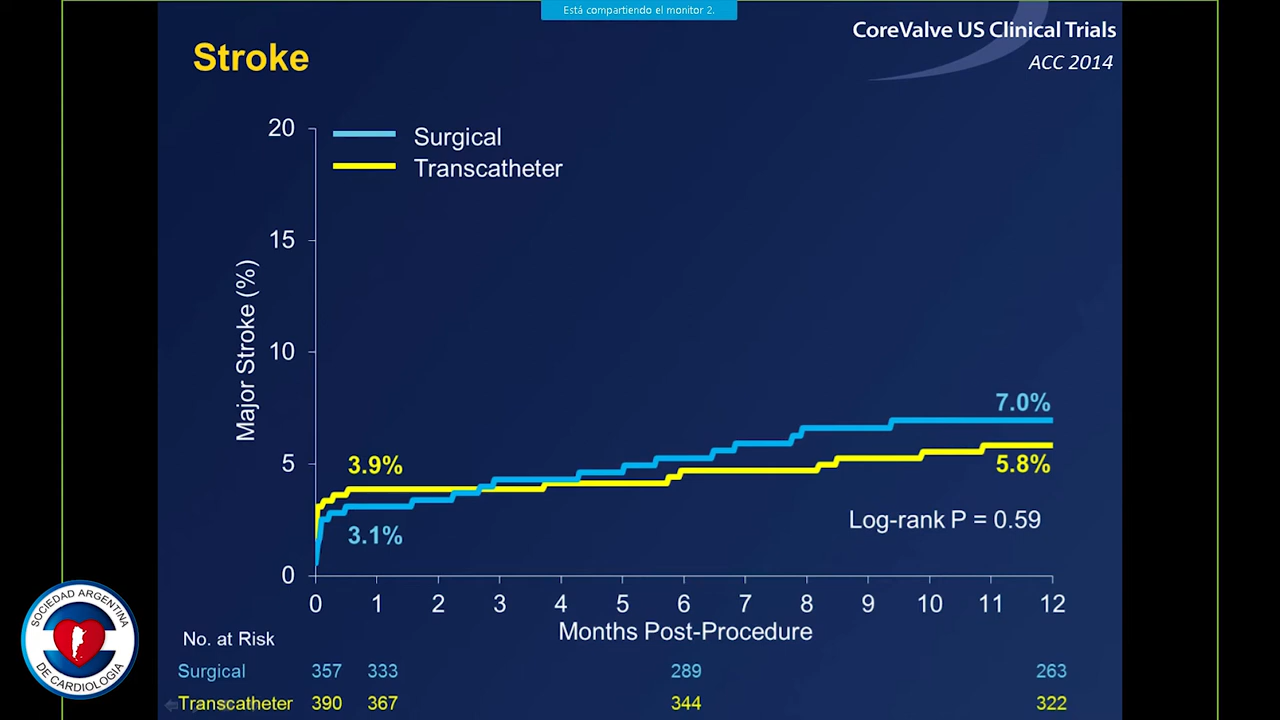 Está compartiendo el monitor 2.
CoreValve US Clinical Trials
ACC 2014
Stroke
Surgical
Transcatheter
Major Stroke (%)
20
15
10
5
0
3.9%
3.1%
7.0%
5.8%
Log-rank P = 0.59
0 1 2 3 4 5 6 7 8 9 10 11 12
Months Post-Procedure
No. at Risk
Surgical 357 333 289 263
Transcatheter 390 367 344 322
SOCIEDAD ARGENTINA
DE CARDIOLOGÍA